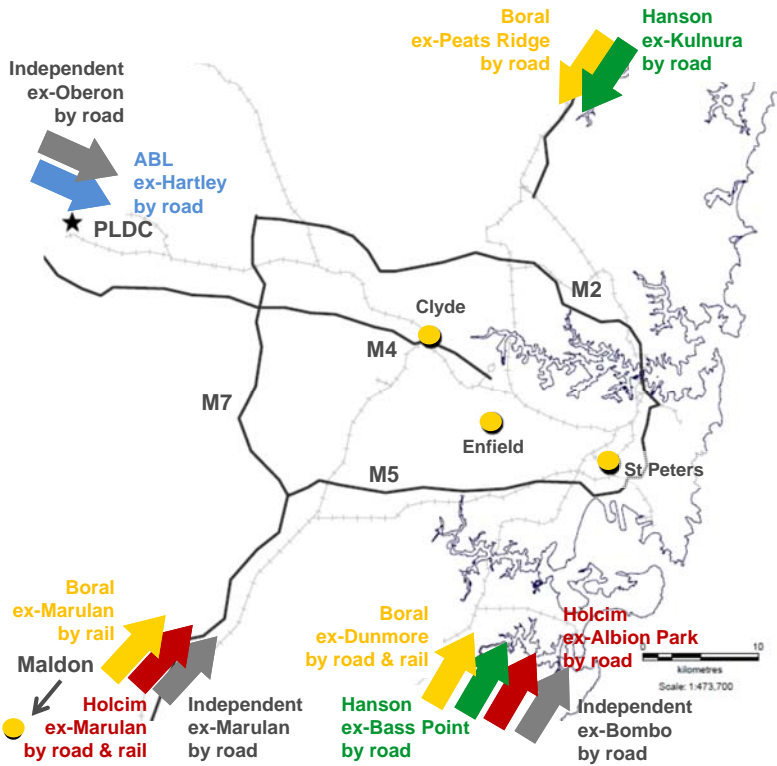 Boral
ex-Peats Ridge
by road
Hanson
ex-Kulnura
by road
Independent
ex-Oberon
by road
ABL
ex-Hartley
by road
PLDC
M2
Clyde
M4
M7
Enfield
St Peters
M5
Boral
ex-Marulan
by rail
Maldon
Holcim
ex-Marulan
by road & rail
Independent
ex-Marulan
by road
Boral
ex-Dunmore
by road & rail
Hanson
ex-Bass Point
by road
Holcim
ex-Albion Park
by road
Independent
ex-Bombo
by road
0 10
kilometres
Scale: 1:473,700